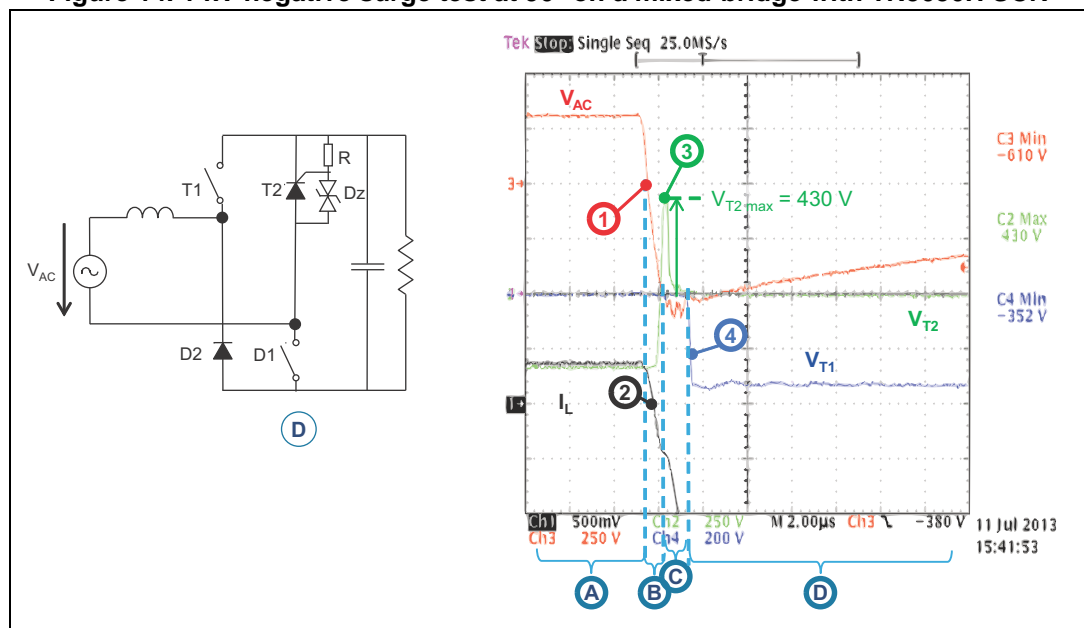 Tek Stop: Single Seq 25.0MS/s
VAC
C3 Min
-610 V
3
VT2 max = 430 V
1
C2 Max
430 V
C4 Min
-352 V
VT2
4
VT1
2
IL
T1
T2
R
Dz
VAC
D2
D1
D
Ch1 500mV Ch2 250 V M 2.00µs Ch3 -380 V
Ch3 250 V Ch4 200 V
11 Jul 2013
15:41:53
A
B
C
D